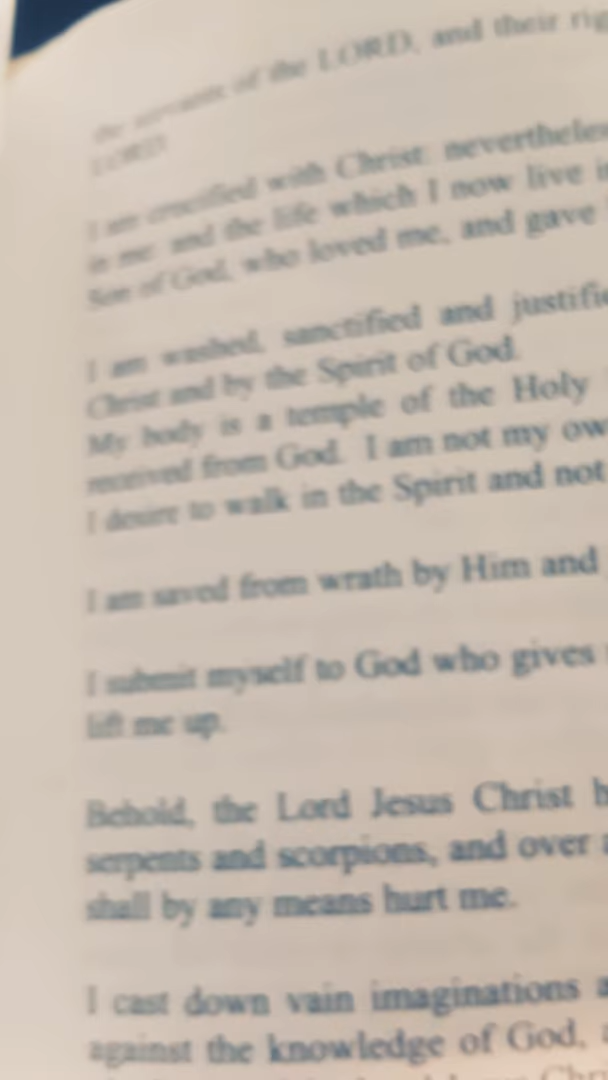 the servants of the LORD, and their
LORD.
I am crucified with Christ: nevertheless
in me: and the life which I now live
Son of God, who loved me, and gave
I am washed, sanctified and
Christ and by the Spirit of God.
My body is a temple of the Holy
received from God. I am not my
I desire to walk in the Spirit and not
I am saved from wrath by Him and
I submit myself to God who gives
lift me up.
Behold, the Lord Jesus Christ
serpents and scorpions, and over
shall by any means hurt me.
I cast down vain imaginations
against the knowledge of God,